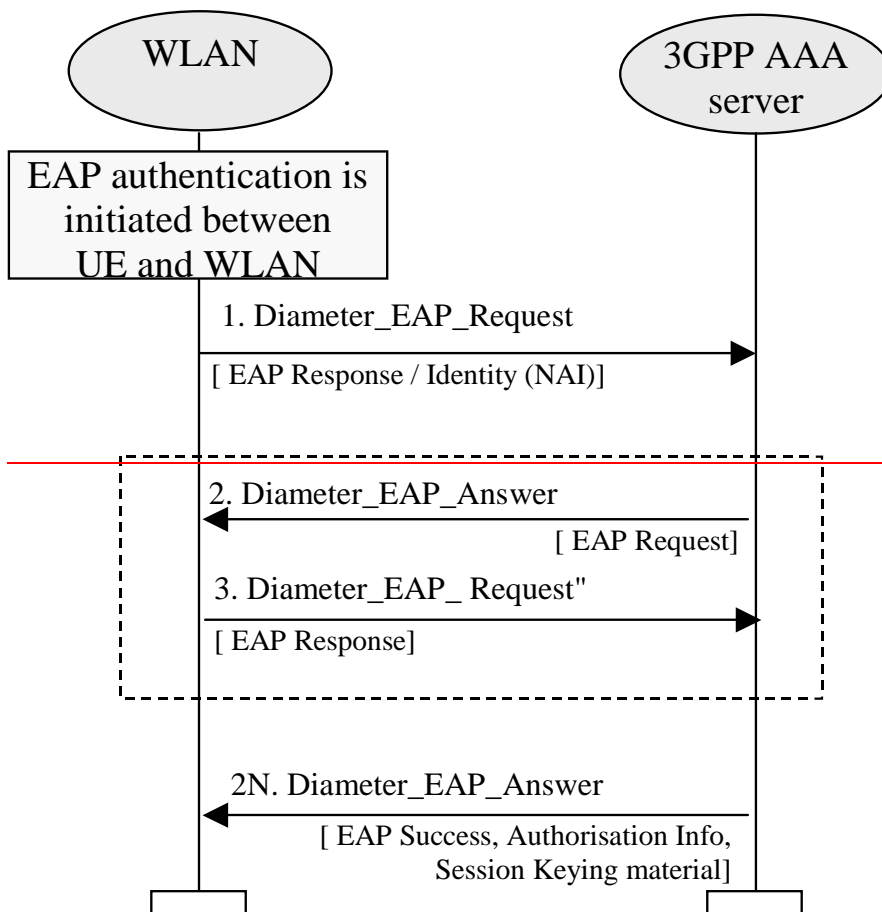 WLAN
3GPP AAA
server
EAP authentication is
initiated between
UE and WLAN
1. Diameter_EAP_Request
[ EAP Response / Identity (NAI)]
2. Diameter_EAP_Answer
[ EAP Request]
3. Diameter_EAP_ Request"
[ EAP Response]
2N. Diameter_EAP_Answer
[ EAP Success, Authorisation Info,
Session Keying material]